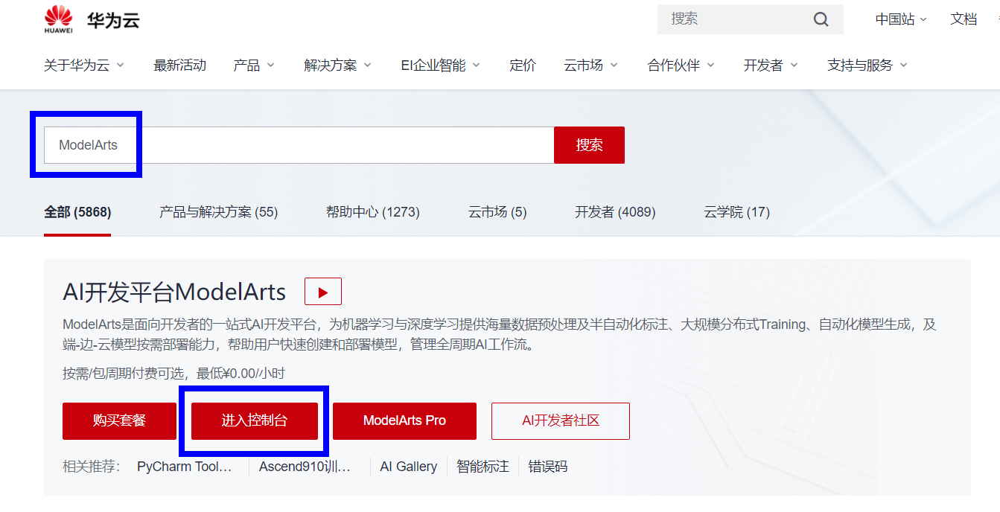 HUAWEI 华为云 搜索 中国站 文档
关于华为云 最新活动 产品 解决方案 EI企业智能 定价 云市场 合作伙伴 开发者 支持与服务
ModelArts 搜索
全部 (5868) 产品与解决方案 (55) 帮助中心 (1273) 云市场 (5) 开发者 (4089) 云学院 (17)
AI开发平台ModelArts
ModelArts是面向开发者的一站式AI开发平台，为机器学习与深度学习提供海量数据预处理及半自动化标注、大规模分布式Training、自动化模型生成，及
端-边-云模型按需部署能力，帮助用户快速创建和部署模型，管理全周期AI工作流。
按需/包周期付费可选，最低¥0.00/小时
购买套餐 进入控制台 ModelArts Pro AI开发者社区
相关推荐： PyCharm Tool… Ascend910训… AI Gallery 智能标注 错误码